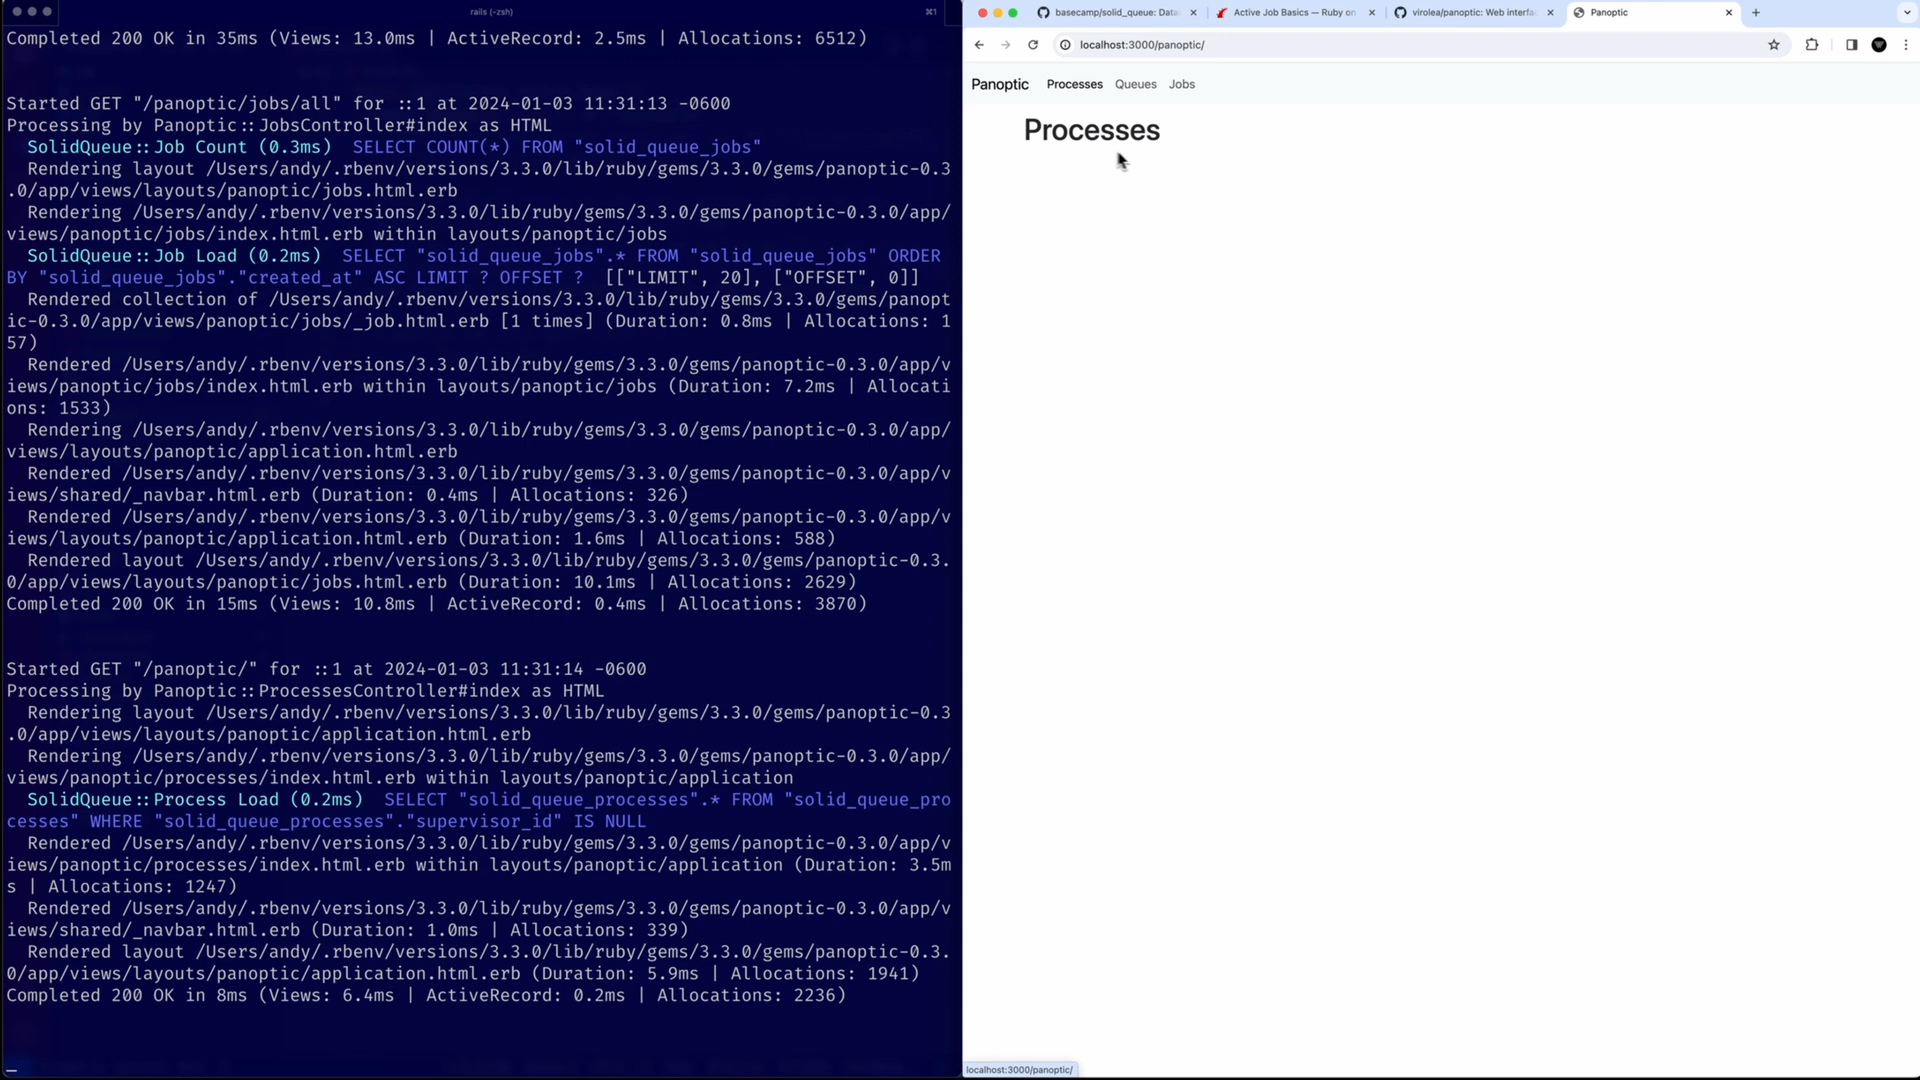 rails (-zsh)
⌘1
Completed 200 OK in 35ms (Views: 13.0ms | ActiveRecord: 2.5ms | Allocations: 6512)
Started GET "/panoptic/jobs/all" for ::1 at 2024-01-03 11:31:13 -0600
Processing by Panoptic::JobsController#index as HTML
SolidQueue::Job Count (0.3ms)  SELECT COUNT(*) FROM "solid_queue_jobs"
Rendering layout /Users/andy/.rbenv/versions/3.3.0/lib/ruby/gems/3.3.0/gems/panoptic-0.3
.0/app/views/layouts/panoptic/jobs.html.erb
Rendering /Users/andy/.rbenv/versions/3.3.0/lib/ruby/gems/3.3.0/gems/panoptic-0.3.0/app/
views/panoptic/jobs/index.html.erb within layouts/panoptic/jobs
SolidQueue::Job Load (0.2ms)  SELECT "solid_queue_jobs".* FROM "solid_queue_jobs" ORDER
BY "solid_queue_jobs"."created_at" ASC LIMIT ? OFFSET ?  [["LIMIT", 20], ["OFFSET", 0]]
Rendered collection of /Users/andy/.rbenv/versions/3.3.0/lib/ruby/gems/3.3.0/gems/panopt
ic-0.3.0/app/views/panoptic/jobs/_job.html.erb [1 times] (Duration: 0.8ms | Allocations: 1
57)
Rendered /Users/andy/.rbenv/versions/3.3.0/lib/ruby/gems/3.3.0/gems/panoptic-0.3.0/app/v
iews/panoptic/jobs/index.html.erb within layouts/panoptic/jobs (Duration: 7.2ms | Allocati
ons: 1533)
Rendering /Users/andy/.rbenv/versions/3.3.0/lib/ruby/gems/3.3.0/gems/panoptic-0.3.0/app/
views/layouts/panoptic/application.html.erb
Rendered /Users/andy/.rbenv/versions/3.3.0/lib/ruby/gems/3.3.0/gems/panoptic-0.3.0/app/v
iews/shared/_navbar.html.erb (Duration: 0.4ms | Allocations: 326)
Rendered /Users/andy/.rbenv/versions/3.3.0/lib/ruby/gems/3.3.0/gems/panoptic-0.3.0/app/v
iews/layouts/panoptic/application.html.erb (Duration: 1.6ms | Allocations: 588)
Rendered layout /Users/andy/.rbenv/versions/3.3.0/lib/ruby/gems/3.3.0/gems/panoptic-0.3.
0/app/views/layouts/panoptic/jobs.html.erb (Duration: 10.1ms | Allocations: 2629)
Completed 200 OK in 15ms (Views: 10.8ms | ActiveRecord: 0.4ms | Allocations: 3870)
Started GET "/panoptic/" for ::1 at 2024-01-03 11:31:14 -0600
Processing by Panoptic::ProcessesController#index as HTML
Rendering layout /Users/andy/.rbenv/versions/3.3.0/lib/ruby/gems/3.3.0/gems/panoptic-0.3
.0/app/views/layouts/panoptic/application.html.erb
Rendering /Users/andy/.rbenv/versions/3.3.0/lib/ruby/gems/3.3.0/gems/panoptic-0.3.0/app/
views/panoptic/processes/index.html.erb within layouts/panoptic/application
SolidQueue::Process Load (0.2ms)  SELECT "solid_queue_processes".* FROM "solid_queue_pro
cesses" WHERE "solid_queue_processes"."supervisor_id" IS NULL
Rendered /Users/andy/.rbenv/versions/3.3.0/lib/ruby/gems/3.3.0/gems/panoptic-0.3.0/app/v
iews/panoptic/processes/index.html.erb within layouts/panoptic/application (Duration: 3.5m
s | Allocations: 1247)
Rendered /Users/andy/.rbenv/versions/3.3.0/lib/ruby/gems/3.3.0/gems/panoptic-0.3.0/app/v
iews/shared/_navbar.html.erb (Duration: 1.0ms | Allocations: 339)
Rendered layout /Users/andy/.rbenv/versions/3.3.0/lib/ruby/gems/3.3.0/gems/panoptic-0.3.
0/app/views/layouts/panoptic/application.html.erb (Duration: 5.9ms | Allocations: 1941)
Completed 200 OK in 8ms (Views: 6.4ms | ActiveRecord: 0.2ms | Allocations: 2236)
basecamp/solid_queue: Data
Active Job Basics — Ruby on
virolea/panoptic: Web interfa
Panoptic
localhost:3000/panoptic/
Panoptic Processes Queues Jobs
Processes
localhost:3000/panoptic/